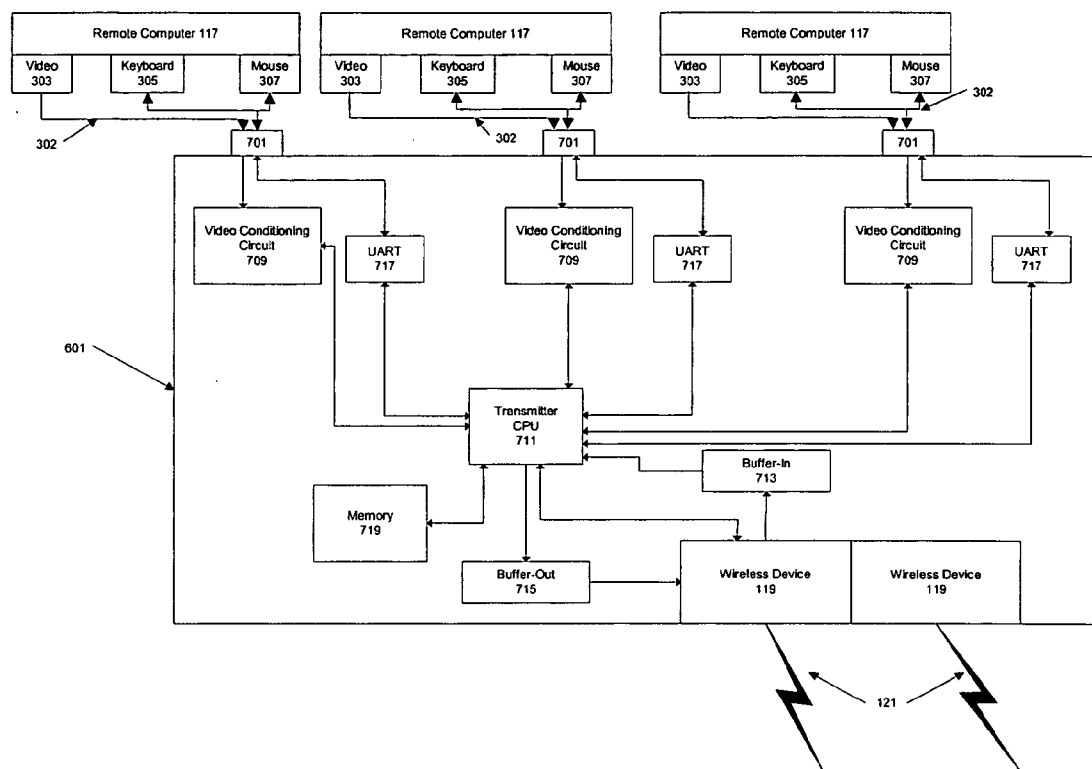 Remote Computer 117
Remote Computer 117
Remote Computer 117
Video
303
Keyboard
305
Mouse
307
Video
303
Keyboard
305
Mouse
307
Video
303
Keyboard
305
Mouse
307
302
302
302
701
701
701
Video Conditioning
Circuit
709
UART
717
Video Conditioning
Circuit
709
UART
717
Video Conditioning
Circuit
709
UART
717
601
Transmitter
CPU
711
Buffer-In
713
Memory
719
Buffer-Out
715
Wireless Device
119
Wireless Device
119
121